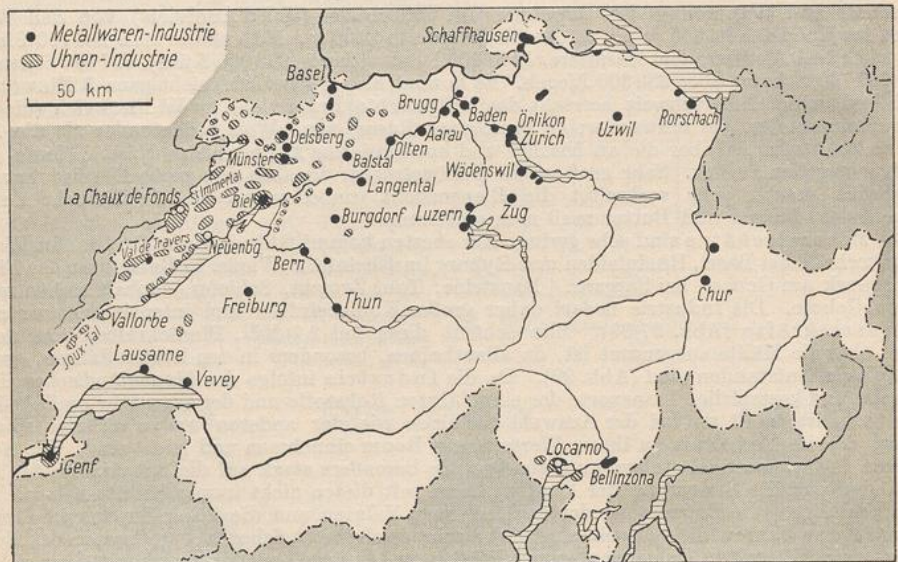 Metallwaren-Industrie
Uhren-Industrie
50 km
Schaffhausen
Basel
Brugg
Baden
Örlikon
Zürich
Uzwil
Rorschach
Delsberg
Aarau
Olten
Münster
Balstal
Wädenswil
La Chaux de Fonds
St Immertal
Biel
Langental
Zug
Burgdorf
Luzern
Val de Travers
Neuenbg
Bern
Freiburg
Thun
Chur
Vallorbe
Joux Tal
Lausanne
Vevey
Genf
Locarno
Bellinzona